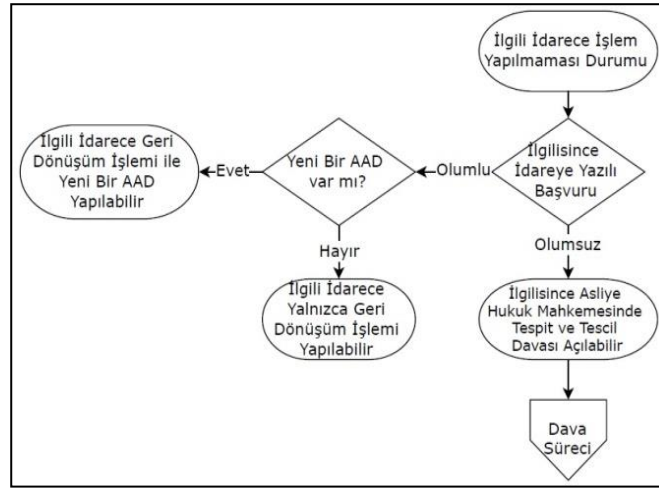 İlgili İdarece İşlem
Yapılmaması Durumu
İlgilisince
İdareye Yazılı
Başvuru
Olumlu
Yeni Bir AAD
var mı?
Evet
İlgili İdarece Geri
Dönüşüm İşlemi ile
Yeni Bir AAD
Yapılabilir
Hayır
İlgili İdarece
Yalnızca Geri
Dönüşüm İşlemi
Yapılabilir
Olumsuz
İlgilisince Asliye
Hukuk Mahkemesinde
Tespit ve Tescil
Davası Açılabilir
Dava
Süreci